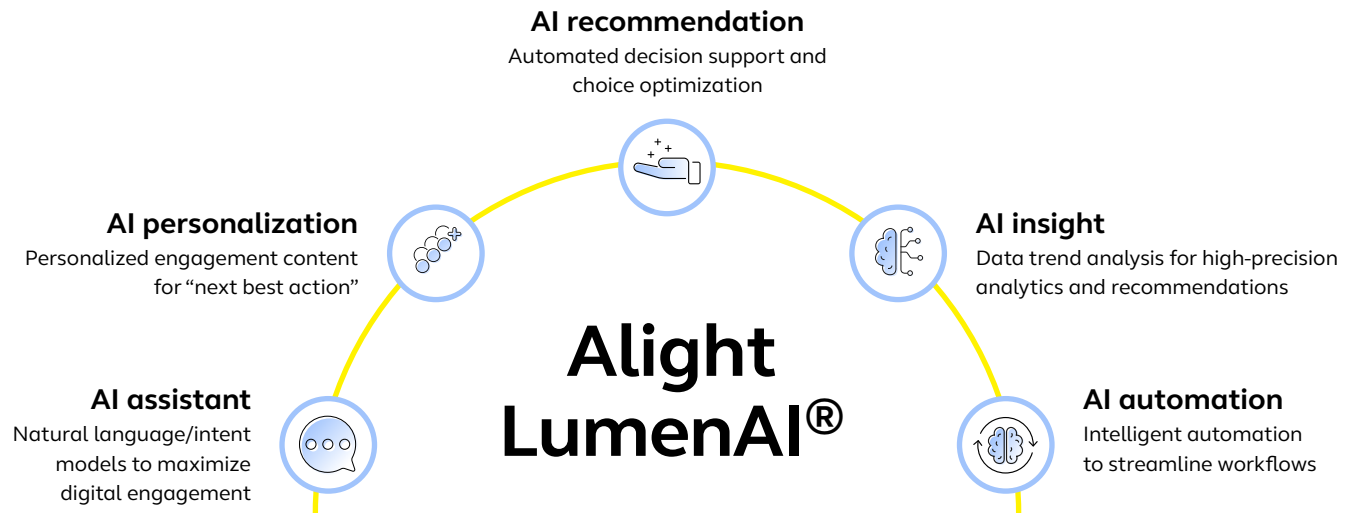 AI recommendation
Automated decision support and
choice optimization
AI personalization
Personalized engagement content
for “next best action”
AI insight
Data trend analysis for high-precision
analytics and recommendations
Alight
LumenAI®
AI assistant
Natural language/intent
models to maximize
digital engagement
AI automation
Intelligent automation
to streamline workflows